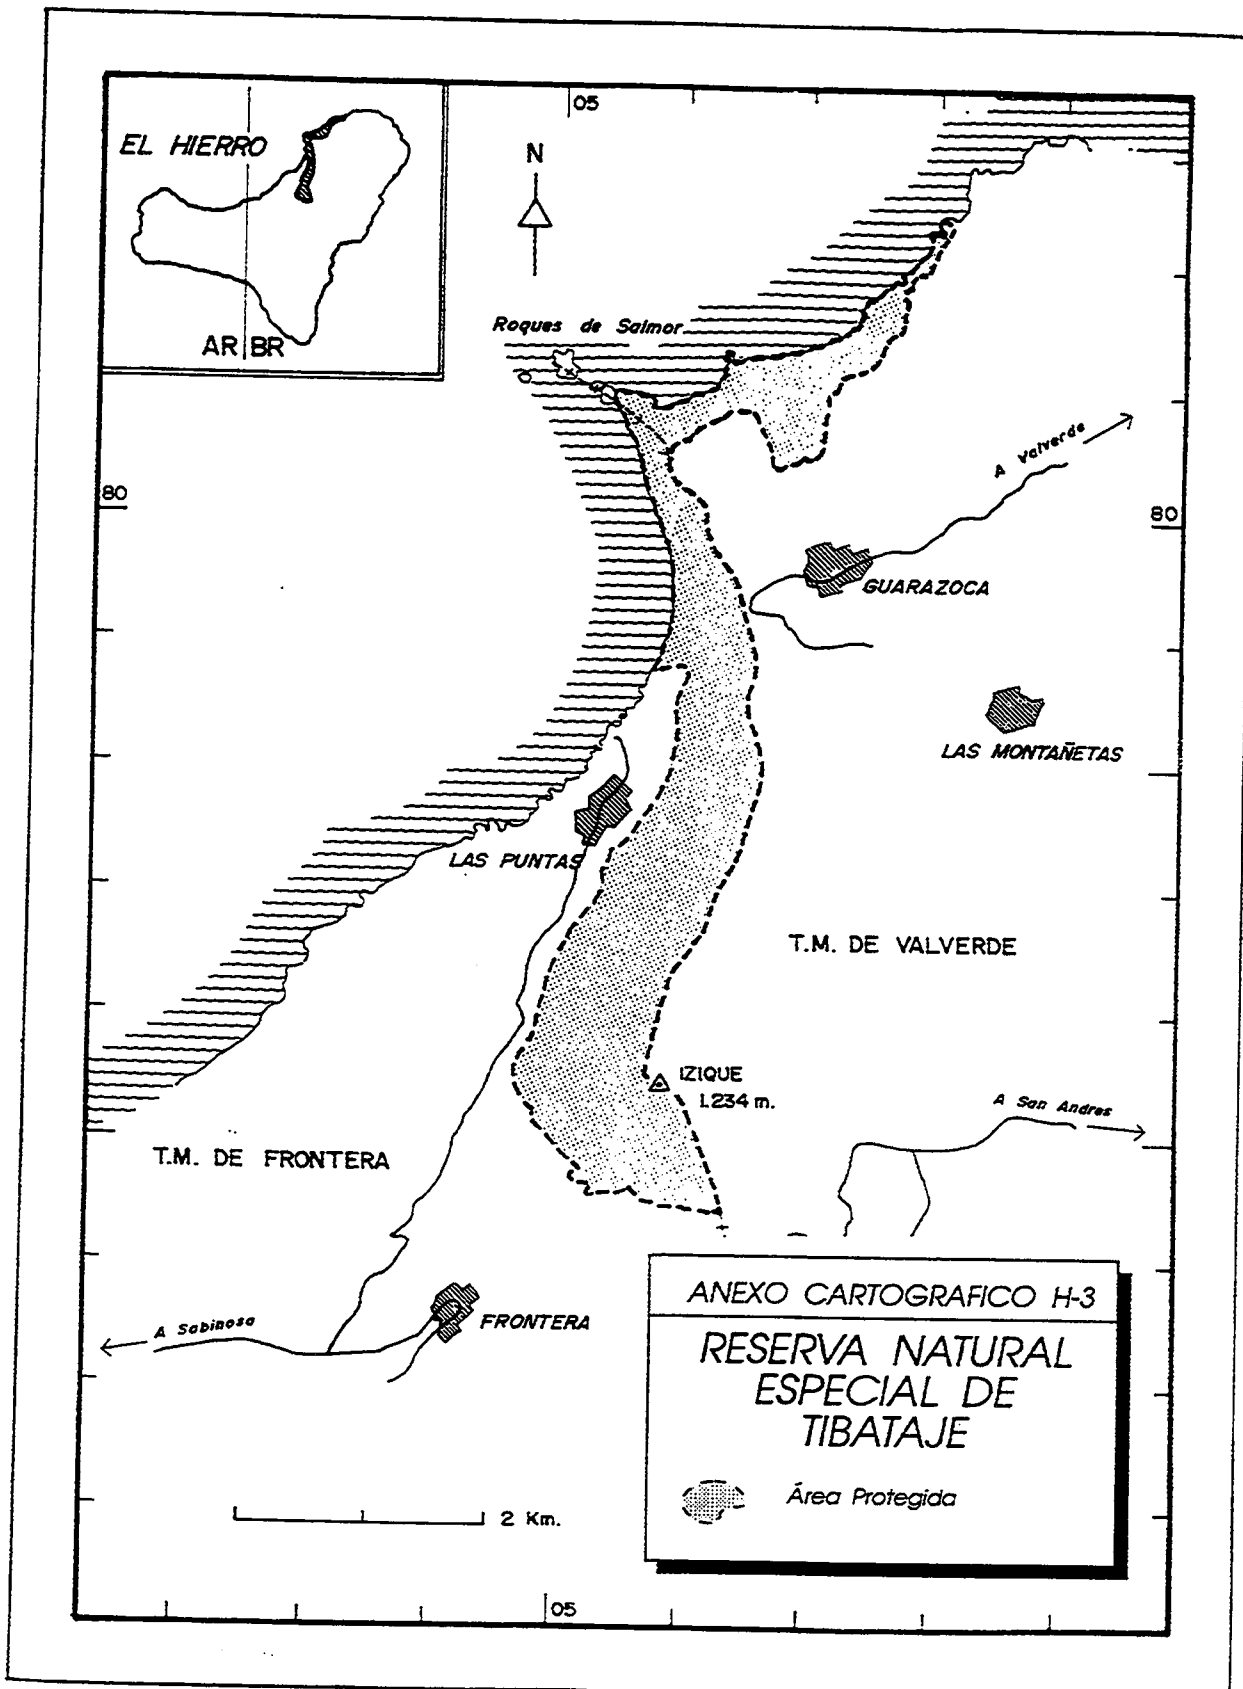 EL HIERRO
AR BR
05
N
Roques de Salmor
A Valverde
80
80
GUARAZOCA
LAS MONTAÑETAS
LAS PUNTAS
T.M. DE VALVERDE
IZIQUE
1.234 m.
A San Andres
T.M. DE FRONTERA
A Sabinosa
FRONTERA
ANEXO CARTOGRAFICO H-3
RESERVA NATURAL
ESPECIAL DE
TIBATAJE
Área Protegida
2 Km.
05